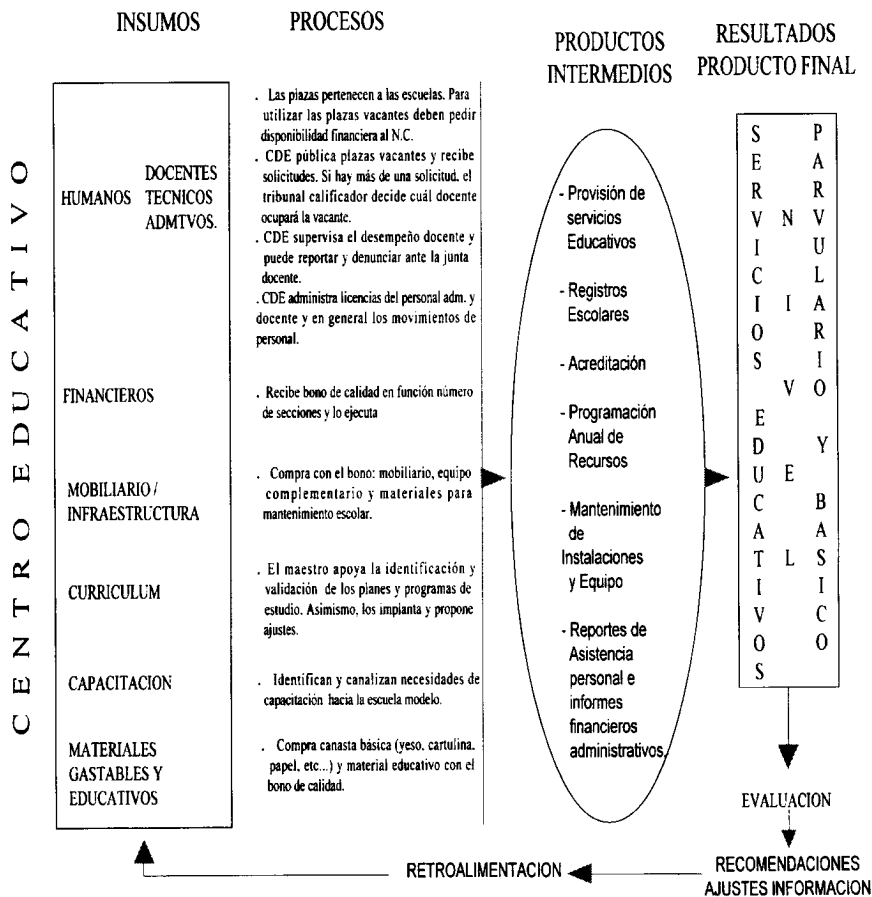 INSUMOS
PROCESOS
PRODUCTOS
INTERMEDIOS
RESULTADOS
PRODUCTO FINAL
CENTRO EDUCATIVO
HUMANOS
DOCENTES
TECNICOS
ADMTVOS.
FINANCIEROS
MOBILIARIO /
INFRAESTRUCTURA
CURRICULUM
CAPACITACION
MATERIALES
GASTABLES Y
EDUCATIVOS
. Las plazas pertenecen a las escuelas. Para
utilizar las plazas vacantes deben pedir
disponibilidad financiera al N.C.
. CDE pública plazas vacantes y recibe
solicitudes. Si hay más de una solicitud, el
tribunal calificador decide cuál docente
ocupará la vacante.
. CDE supervisa el desempeño docente y
puede reportar y denunciar ante la junta
docente.
. CDE administra licencias del personal adm. y
docente y en general los movimientos de
personal.
. Recibe bono de calidad en función número
de secciones y lo ejecuta
. Compra con el bono: mobiliario, equipo
complementario y materiales para
mantenimiento escolar.
. El maestro apoya la identificación y
validación de los planes y programas de
estudio. Asimismo, los implanta y propone
ajustes.
. Identifican y canalizan necesidades de
capacitación hacia la escuela modelo.
. Compra canasta básica (yeso, cartulina,
papel, etc...) y material educativo con el
bono de calidad.
- Provisión de
servicios
Educativos
- Registros
Escolares
- Acreditación
- Programación
Anual de
Recursos
- Mantenimiento
de
Instalaciones
y Equipo
- Reportes de
Asistencia
personal e
informes
financieros
administrativos,
SERVICIOS EDUCATIVOS
NIVEL
PARVULARIO Y BASICO
EVALUACION
RECOMENDACIONES
AJUSTES INFORMACION
RETROALIMENTACION